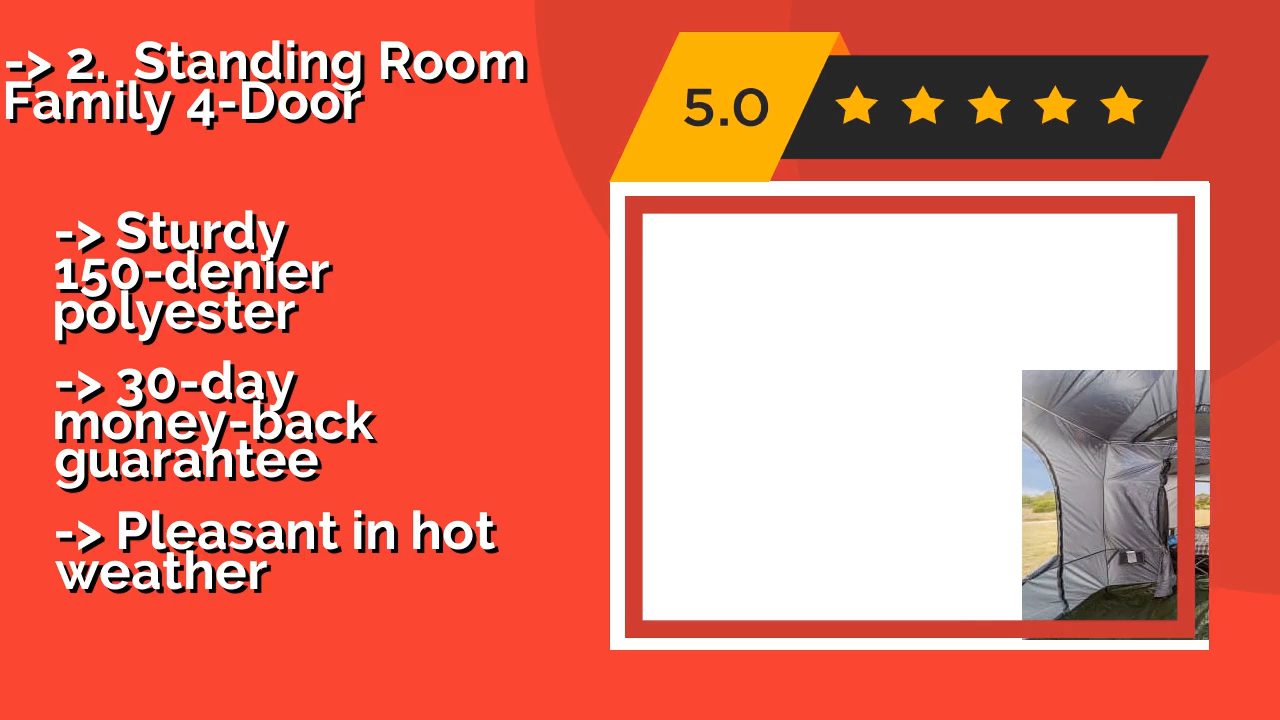 -> 2.  Standing Room
Family 4-Door
5.0
-> Sturdy
150-denier
polyester
-> 30-day
money-back
guarantee
-> Pleasant in hot
weather